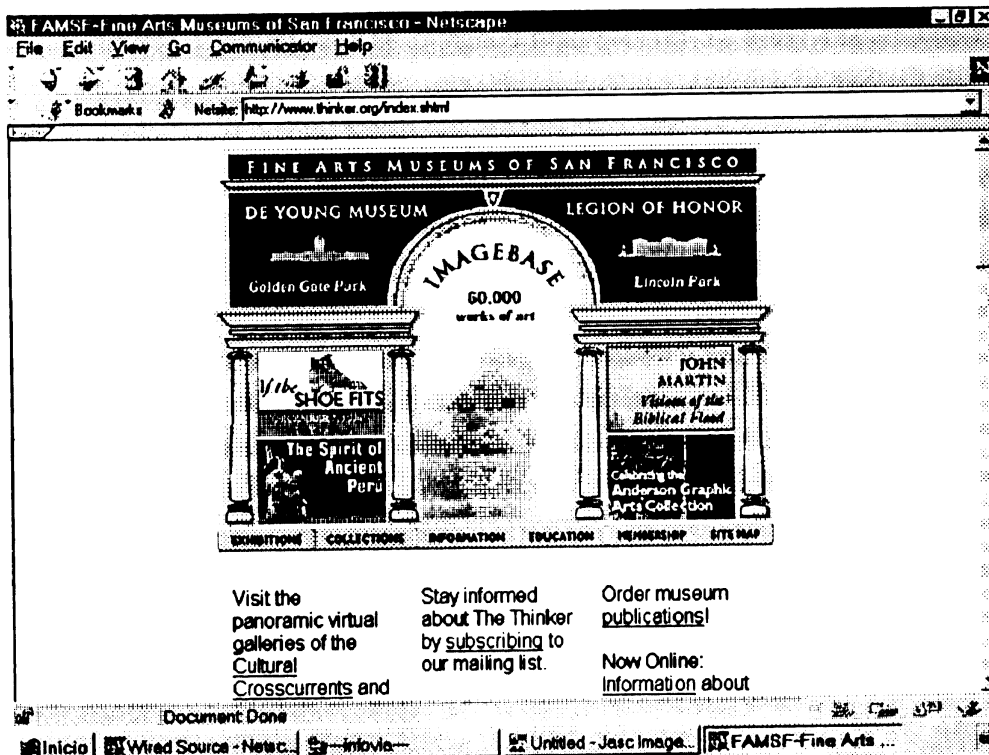 FAMSF-Fine Arts Museums of San Francisco - Netscape
File Edit View Go Communicator Help
Bookmarks Netsite: http://www.thinker.org/index.shtml
FINE ARTS MUSEUMS OF SAN FRANCISCO
DE YOUNG MUSEUM
Golden Gate Park
IMAGEBASE
60,000
works of art
LEGION OF HONOR
Lincoln Park
If the
SHOE FITS
The Spirit of
Ancient
Perú
JOHN
MARTIN
Visions of the
Biblical Flood
Celebrating the
Anderson Graphic
Arts Collection
EXHIBITIONS COLLECTIONS INFORMATION EDUCATION MEMBERSHIP SITE MAP
Visit the
panoramic virtual
galleries of the
Cultural
Crosscurrents and
Stay informed
about The Thinker
by subscribing to
our mailing list.
Order museum
publications!
Now Online:
Information about
Document Done
Inicio Wired Source - Netsc... ---Infovia--- Untitled - Jasc Image... FAMSF-Fine Arts ...